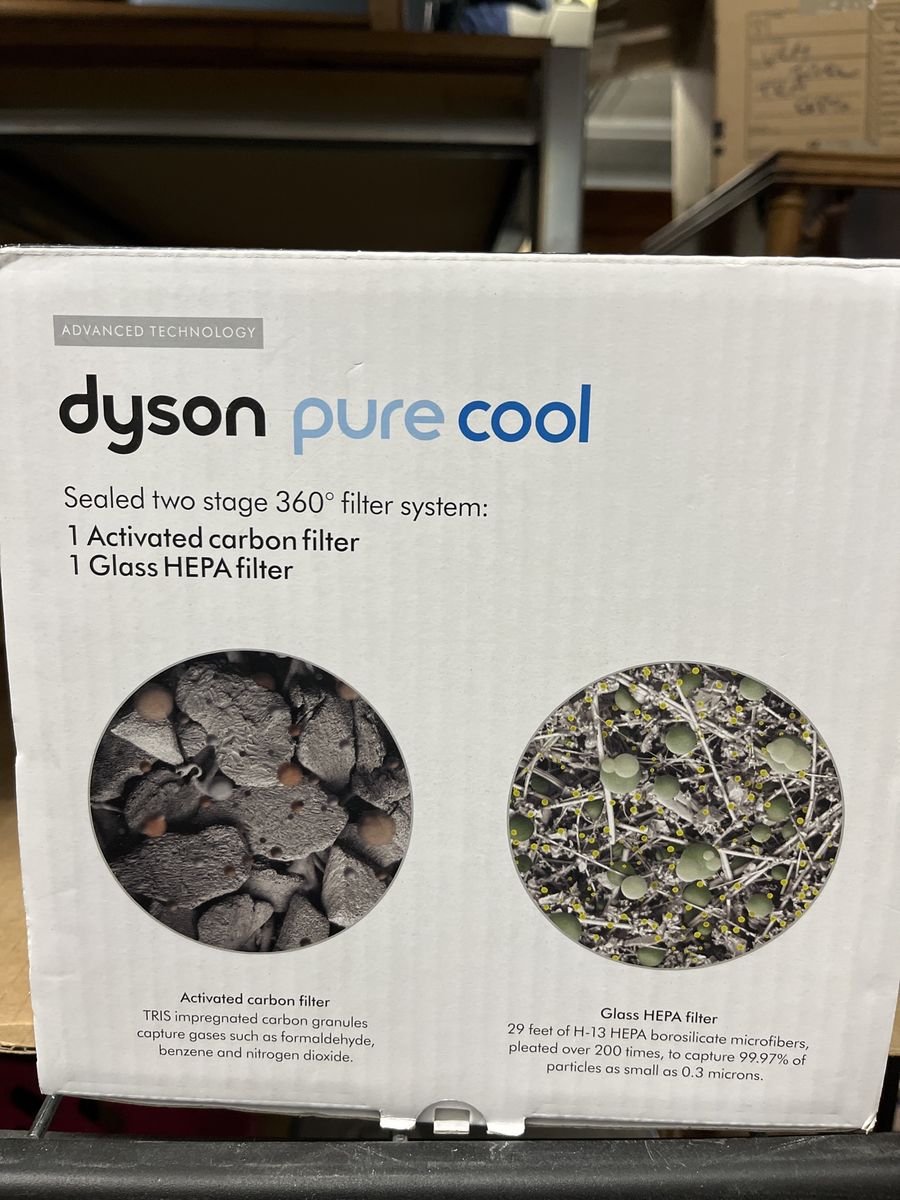 ADVANCED TECHNOLOGY
dyson pure cool
Sealed two stage 360° filter system:
1 Activated carbon filter
1 Glass HEPA filter
Activated carbon filter
TRIS impregnated carbon granules
capture gases such as formaldehyde,
benzene and nitrogen dioxide.
Glass HEPA filter
29 feet of H-13 HEPA borosilicate microfibers,
pleated over 200 times, to capture 99.97% of
particles as small as 0.3 microns.